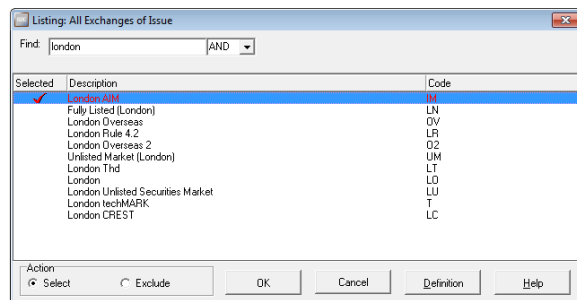 Listing: All Exchanges of Issue
Find: london AND
Selected Description Code
London AIM IM
Fully Listed (London) LN
London Overseas OV
London Rule 4.2 LR
London Overseas 2 O2
Unlisted Market (London) UM
London Thd LT
London LO
London Unlisted Securities Market LU
London techMARK T
London CREST LC
Action
Select Exclude OK Cancel Definition Help